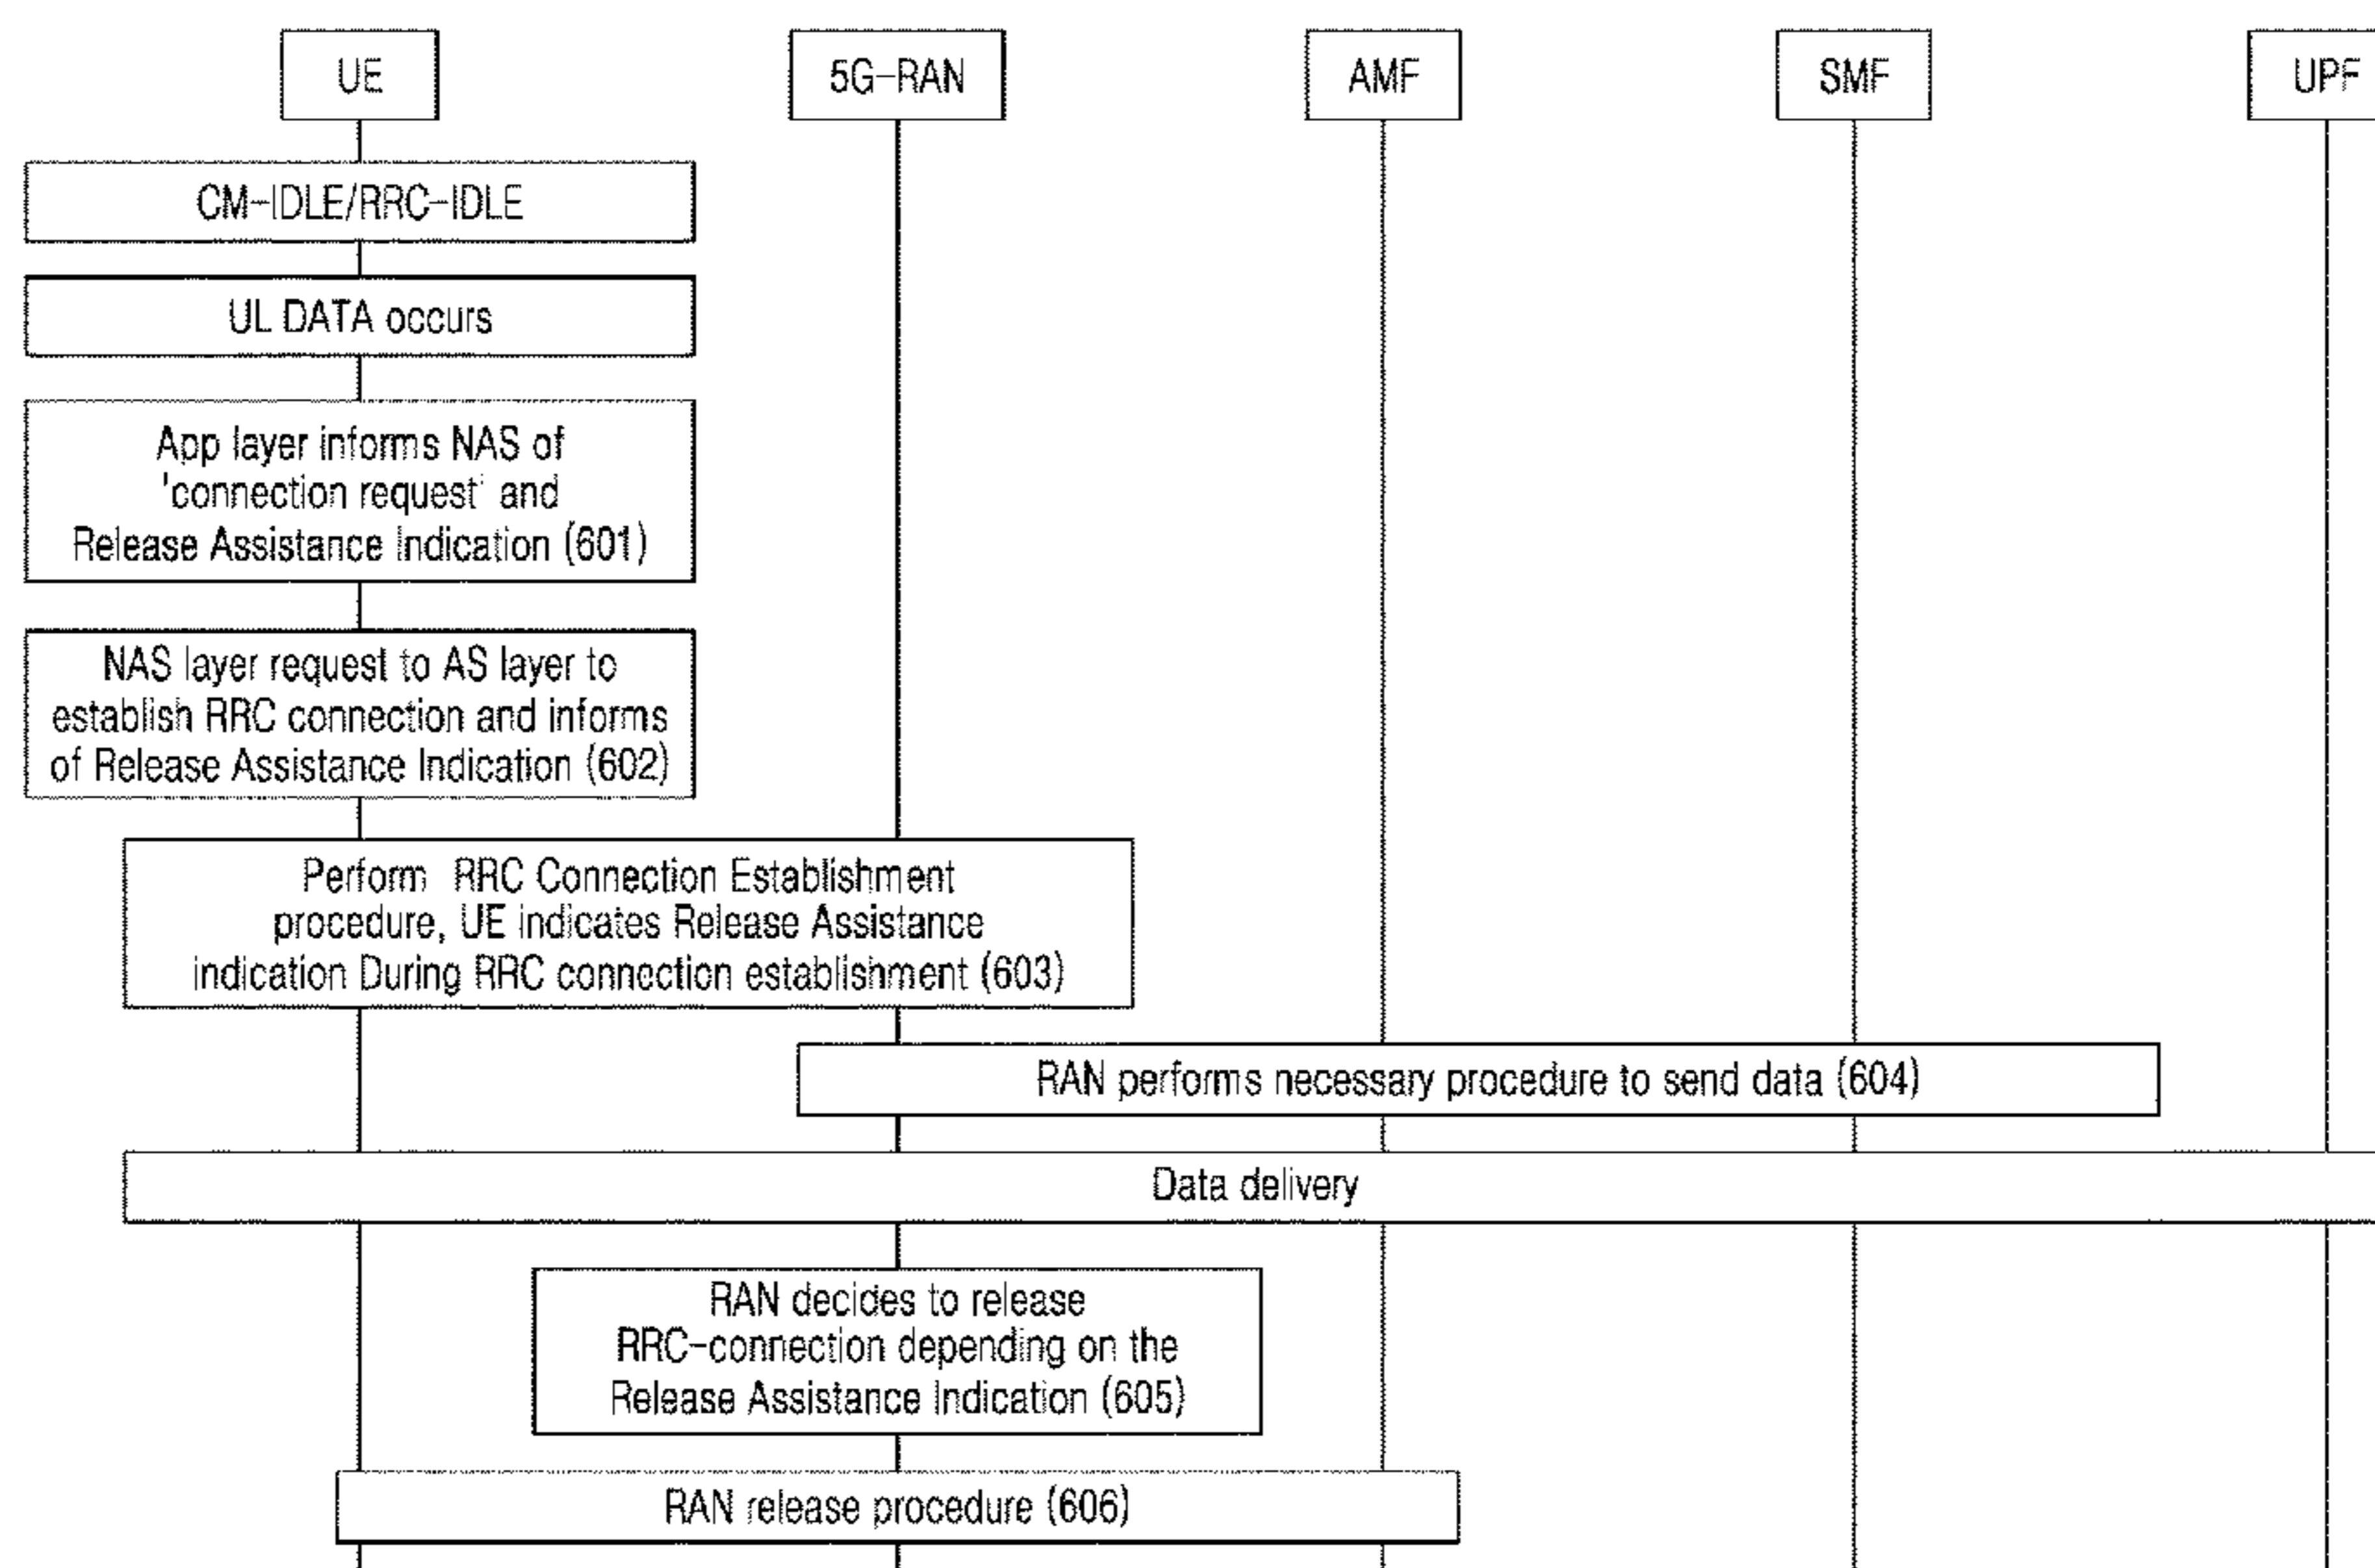 UE
5G-RAN
AMF
SMF
UPF
CM-IDLE/RRC-IDLE
UL DATA occurs
App layer informs NAS of
'connection request' and
Release Assistance Indication (601)
NAS layer request to AS layer to
establish RRC connection and informs
of Release Assistance Indication (602)
Perform RRC Connection Establishment
procedure, UE indicates Release Assistance
indication During RRC connection establishment (603)
RAN performs necessary procedure to send data (604)
Data delivery
RAN decides to release
RRC-connection depending on the
Release Assistance Indication (605)
RAN release procedure (606)